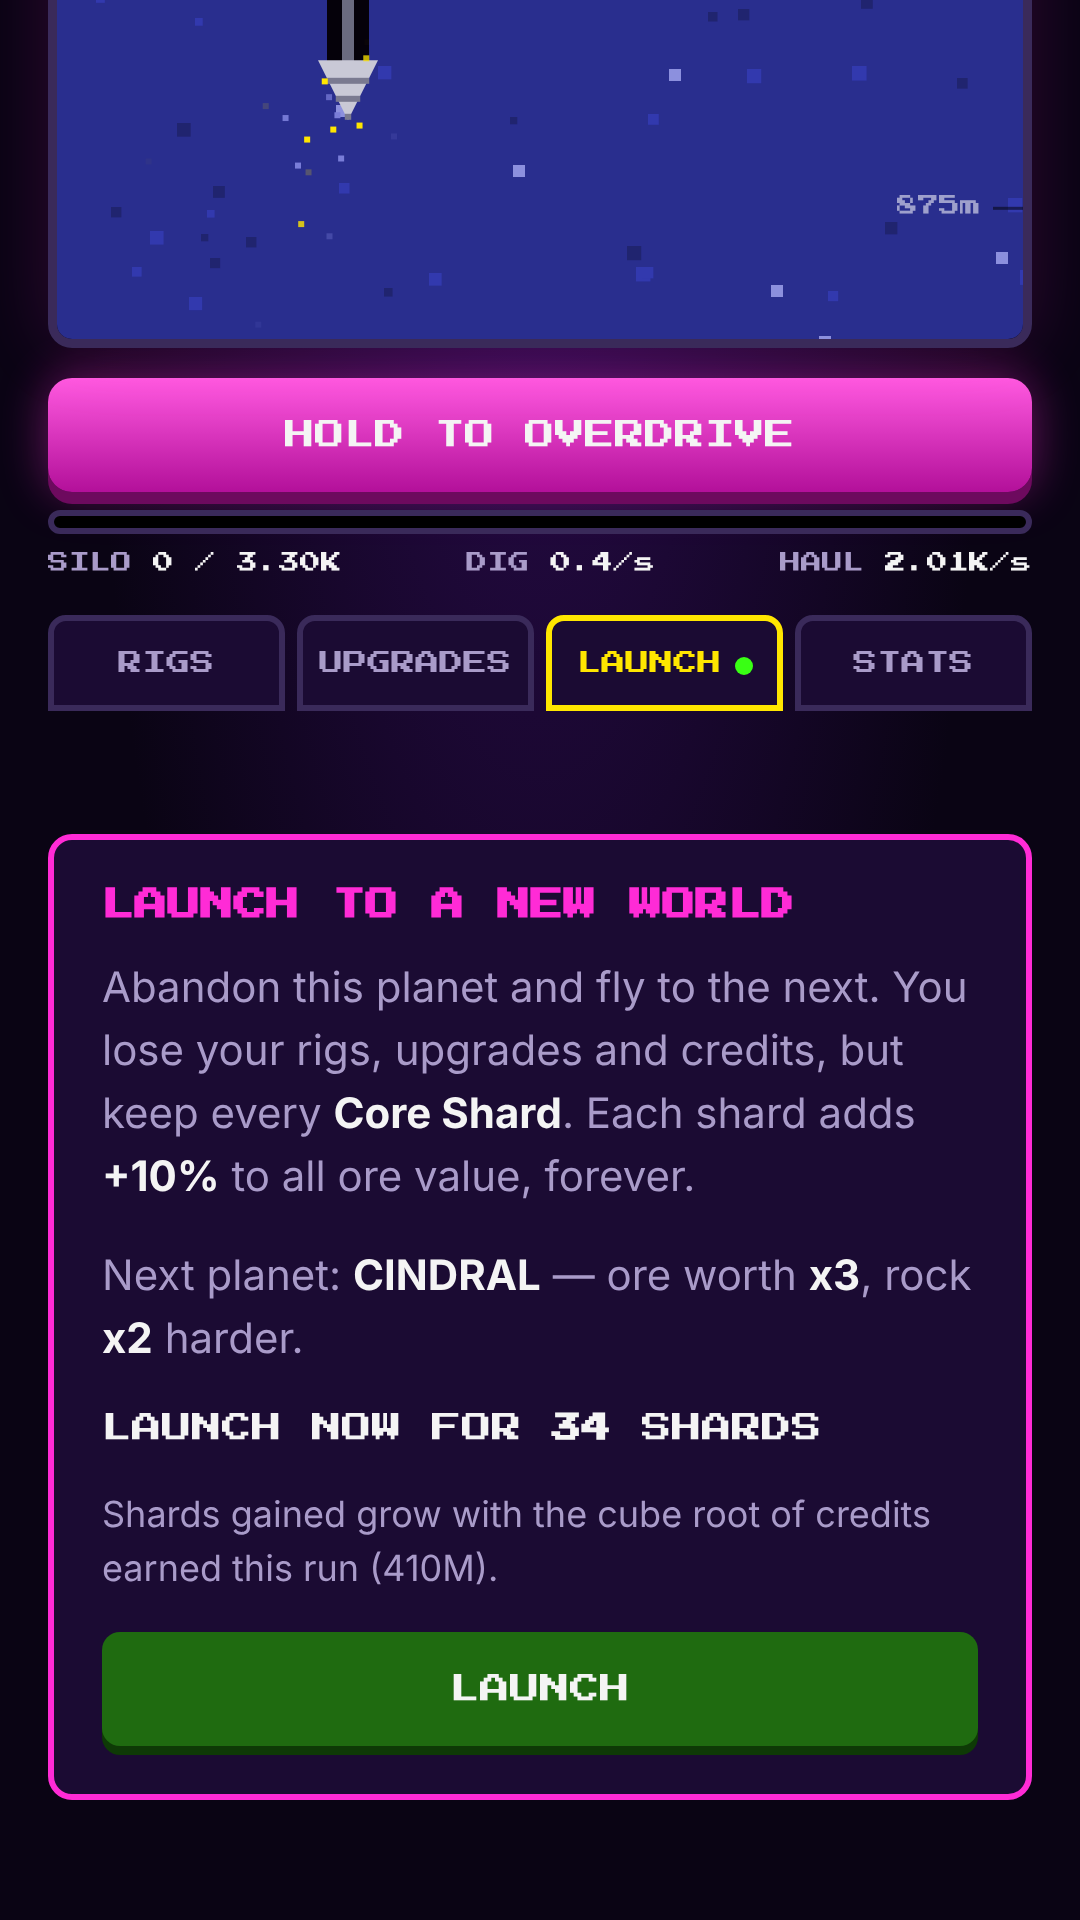 875m
HOLD TO OVERDRIVE
SILO 0 / 3.30K DIG 0.4/s HAUL 2.01K/s
RIGS UPGRADES LAUNCH STATS
LAUNCH TO A NEW WORLD
Abandon this planet and fly to the next. You
lose your rigs, upgrades and credits, but
keep every Core Shard. Each shard adds
+10% to all ore value, forever.
Next planet: CINDRAL — ore worth x3, rock
x2 harder.
LAUNCH NOW FOR 34 SHARDS
Shards gained grow with the cube root of credits
earned this run (410M).
LAUNCH